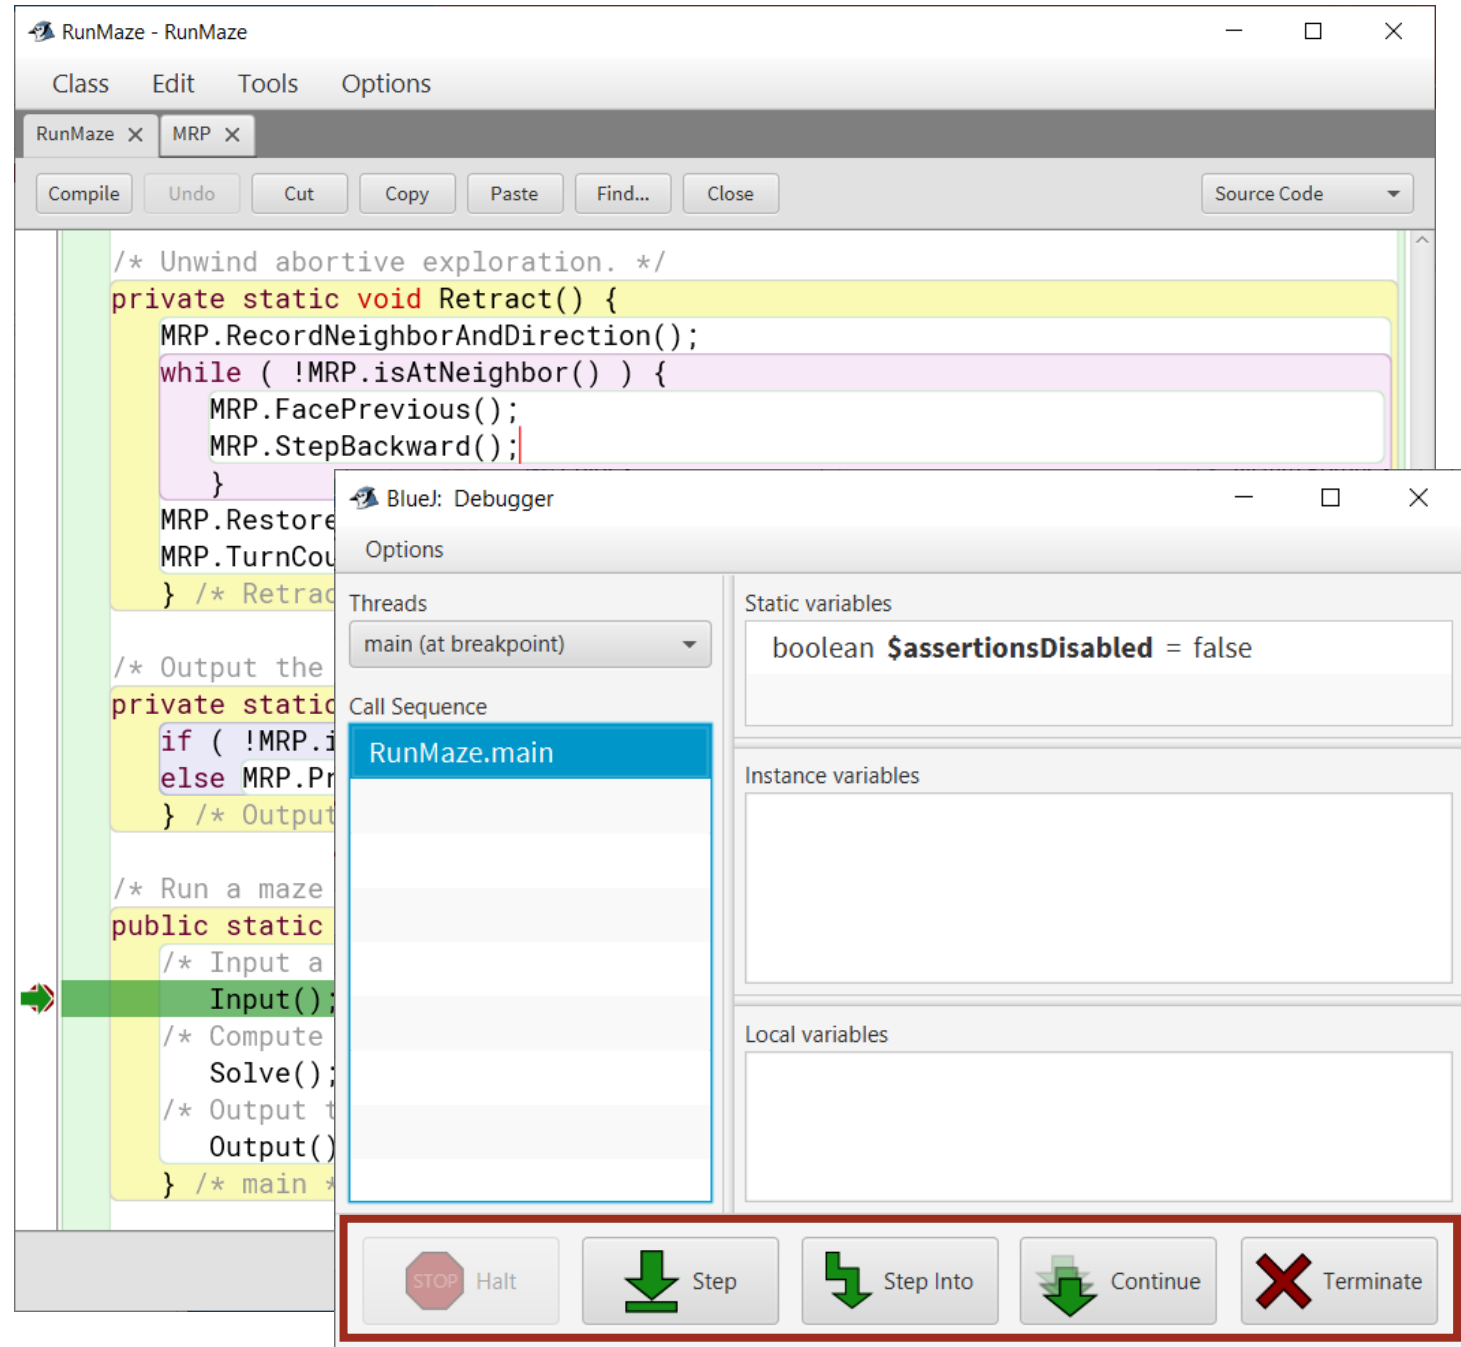 RunMaze - RunMaze
Class Edit Tools Options
RunMaze MRP
Compile Undo Cut Copy Paste Find... Close Source Code
/* Unwind abortive exploration. */
private static void Retract() {
MRP.RecordNeighborAndDirection();
while ( !MRP.isAtNeighbor() ) {
MRP.FacePrevious();
MRP.StepBackward();
}
MRP.Restore
MRP.TurnCou
} /* Retrac
/* Output the
private static
if ( !MRP.i
else MRP.Pr
} /* Output
/* Run a maze
public static
/* Input a
Input();
/* Compute
Solve();
/* Output t
Output()
} /* main *
BlueJ: Debugger
Options
Threads
main (at breakpoint)
Call Sequence
RunMaze.main
Static variables
boolean $assertionsDisabled = false
Instance variables
Local variables
STOP Halt Step Step Into Continue Terminate